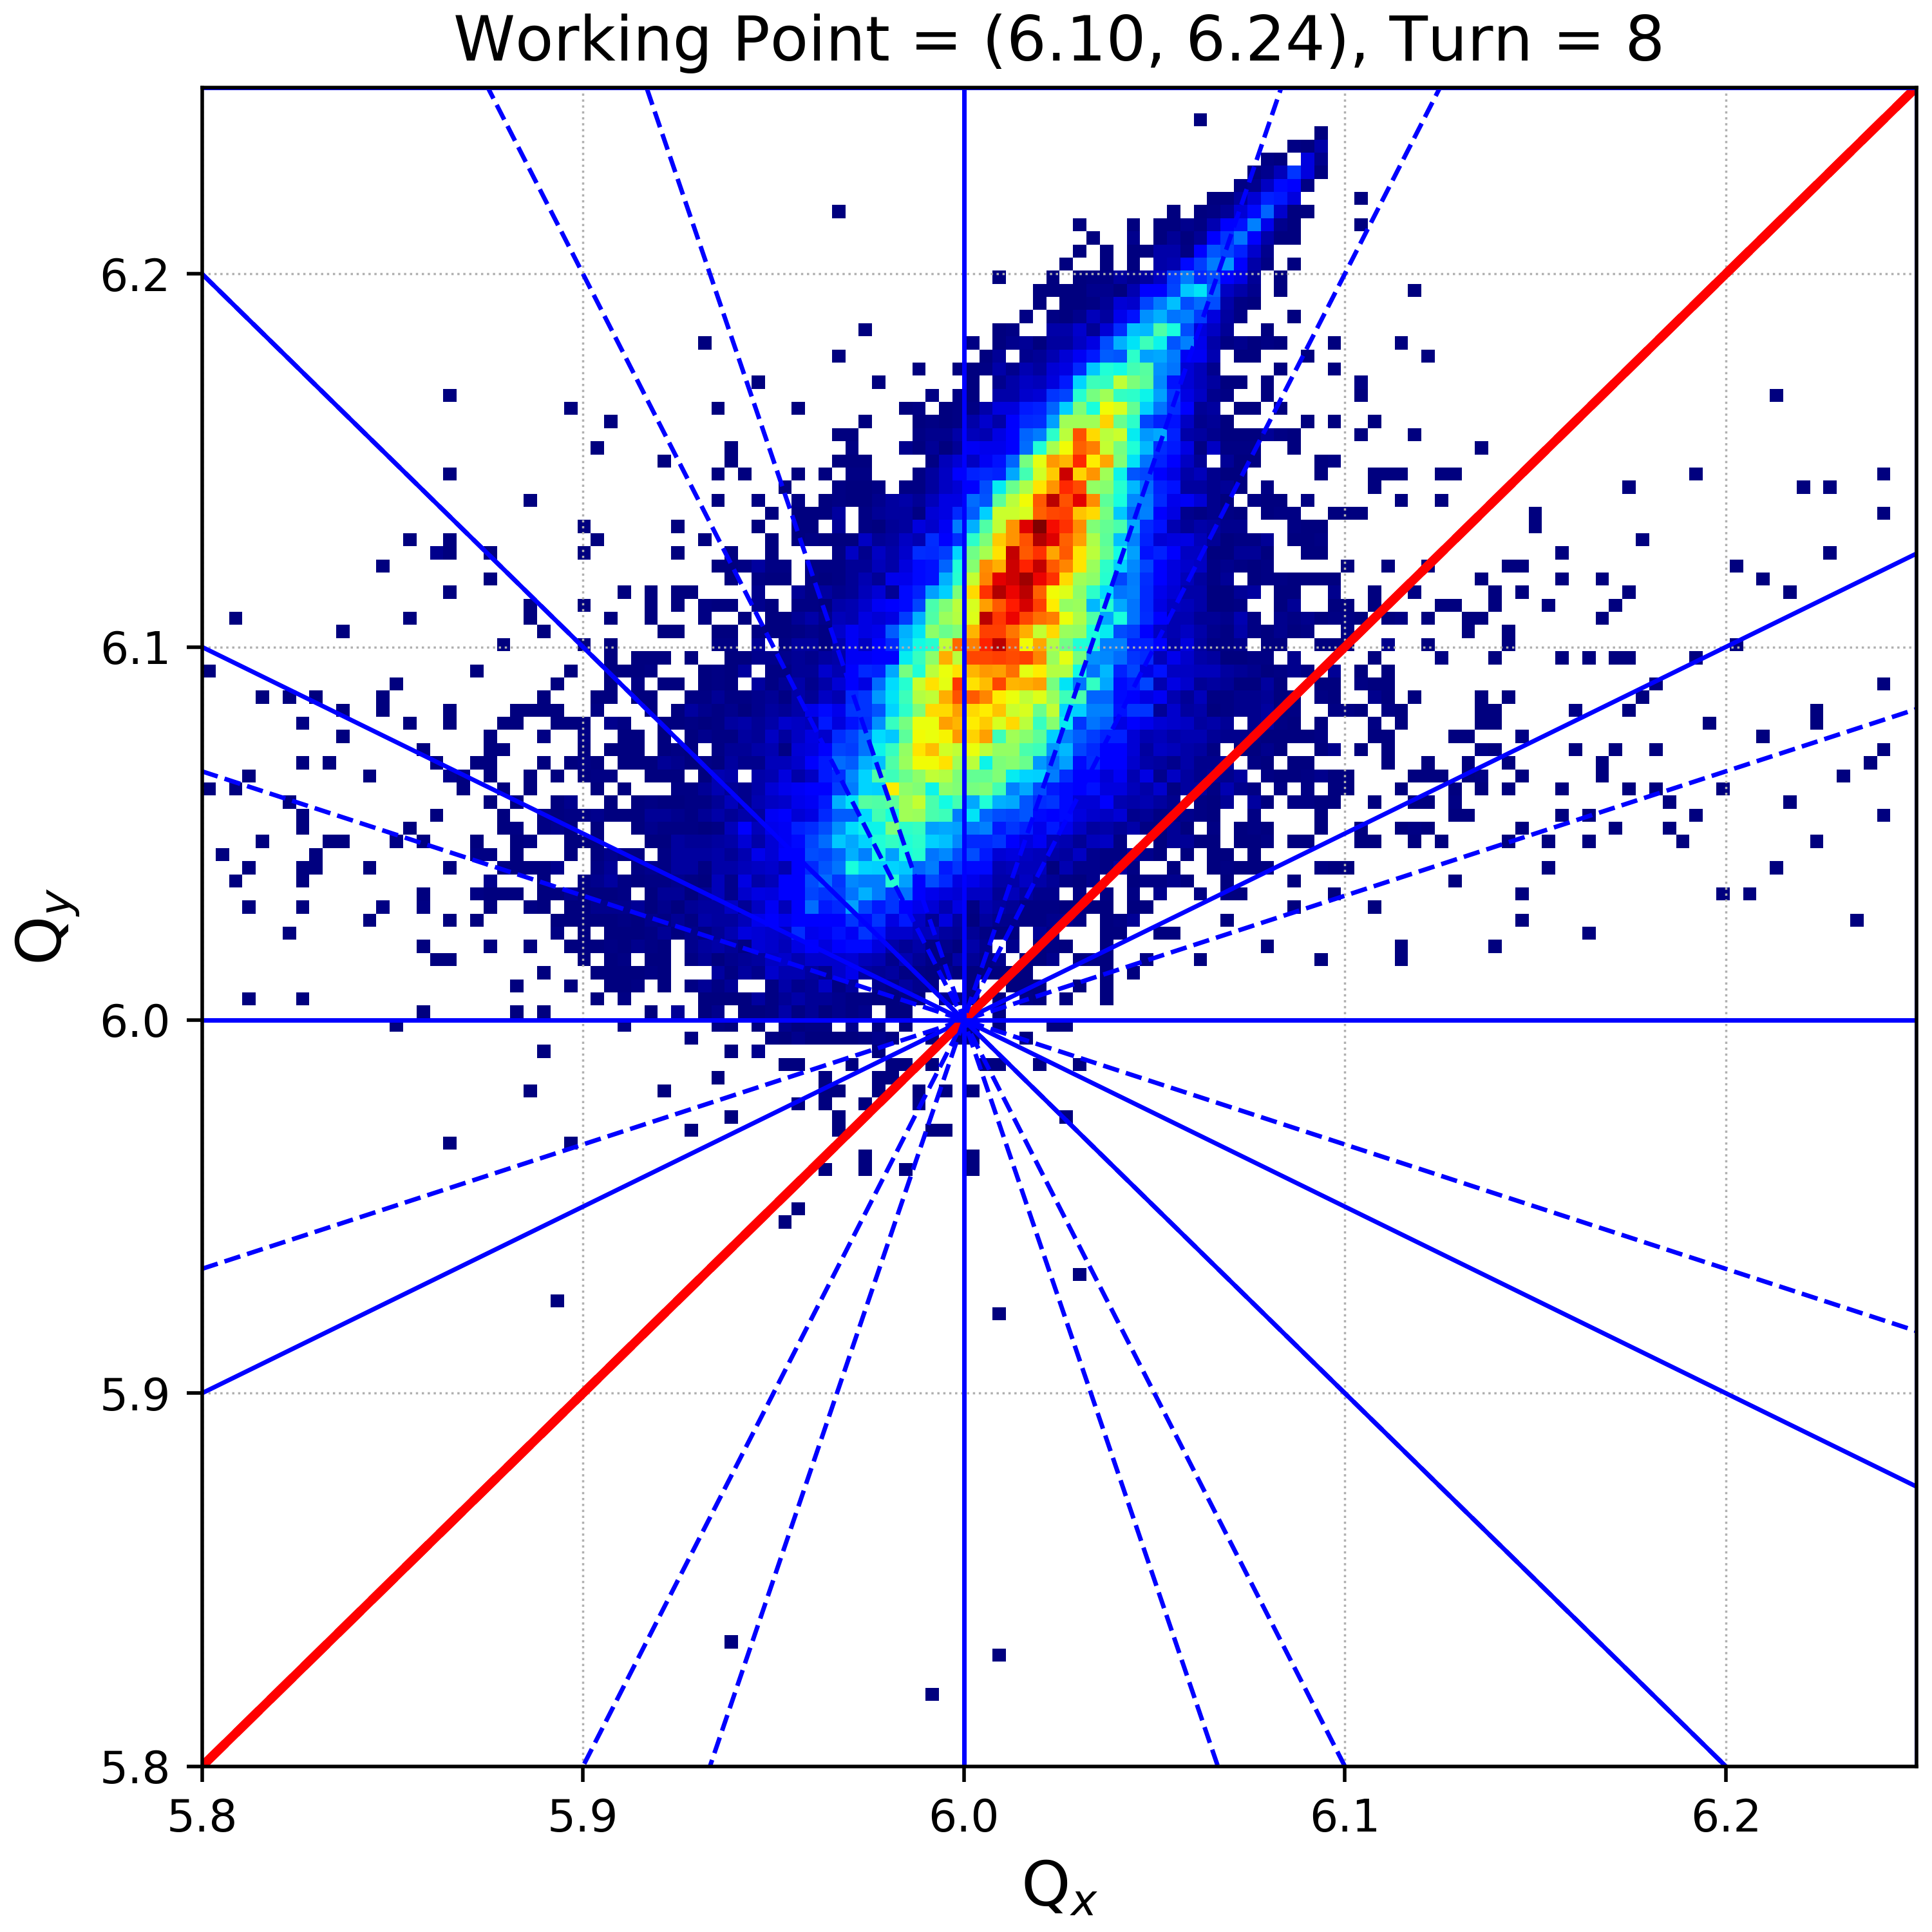 Working Point = (6.10, 6.24), Turn = 8
6.2
6.1
6.0
5.9
5.8
Qy
5.8 5.9 6.0 6.1 6.2
Qx